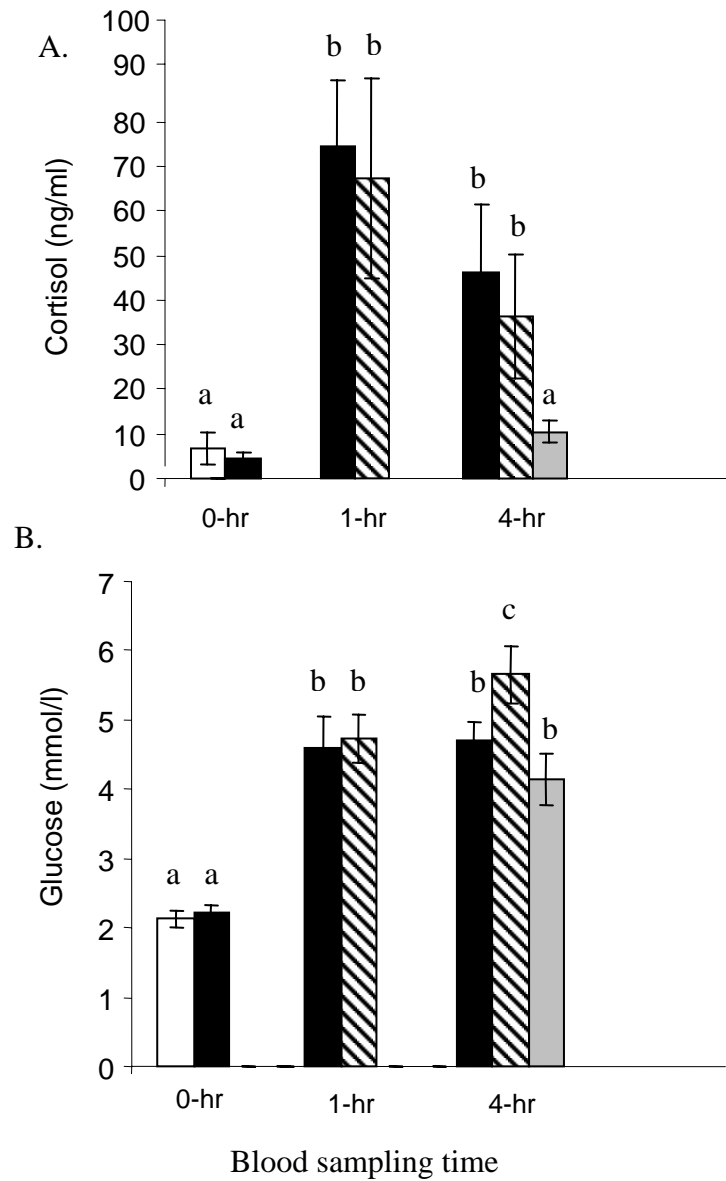 A.
100
90
80
70
60
50
40
30
20
10
0
Cortisol (ng/ml)
a a b b b b a
0-hr 1-hr 4-hr
B.
7
6
5
4
3
2
1
0
Glucose (mmol/l)
a a b b b c b
0-hr 1-hr 4-hr
Blood sampling time